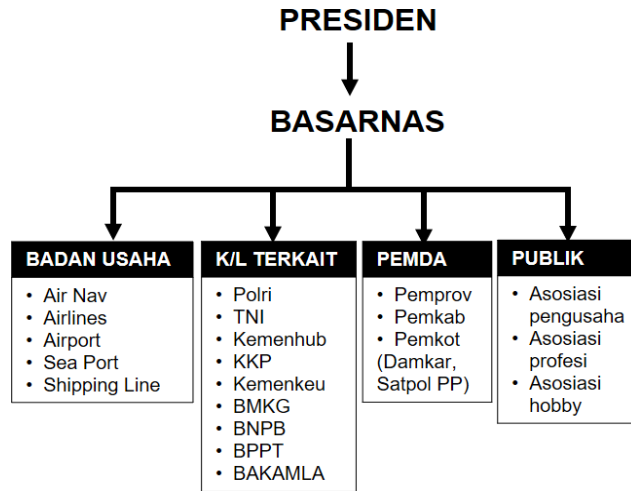 PRESIDEN
BASARNAS
BADAN USAHA
• Air Nav
• Airlines
• Airport
• Sea Port
• Shipping Line
K/L TERKAIT
• Polri
• TNI
• Kemenhub
• KKP
• Kemenkeu
• BMKG
• BNPB
• BPPT
• BAKAMLA
PEMDA
• Pemprov
• Pemkab
• Pemkot
(Damkar,
Satpol PP)
PUBLIK
• Asosiasi
pengusaha
• Asosiasi
profesi
• Asosiasi
hobby